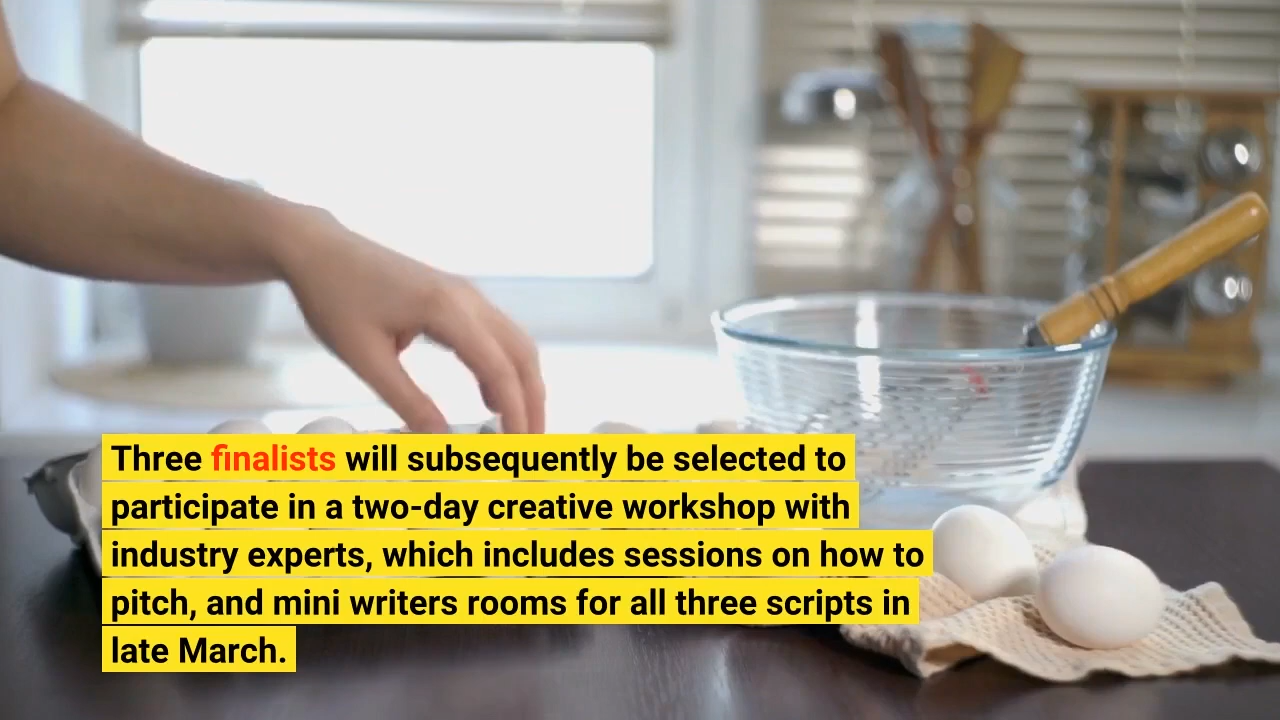 Three finalists will subsequently be selected to
participate in a two-day creative workshop with
industry experts, which includes sessions on how to
pitch, and mini writers rooms for all three scripts in
late March.